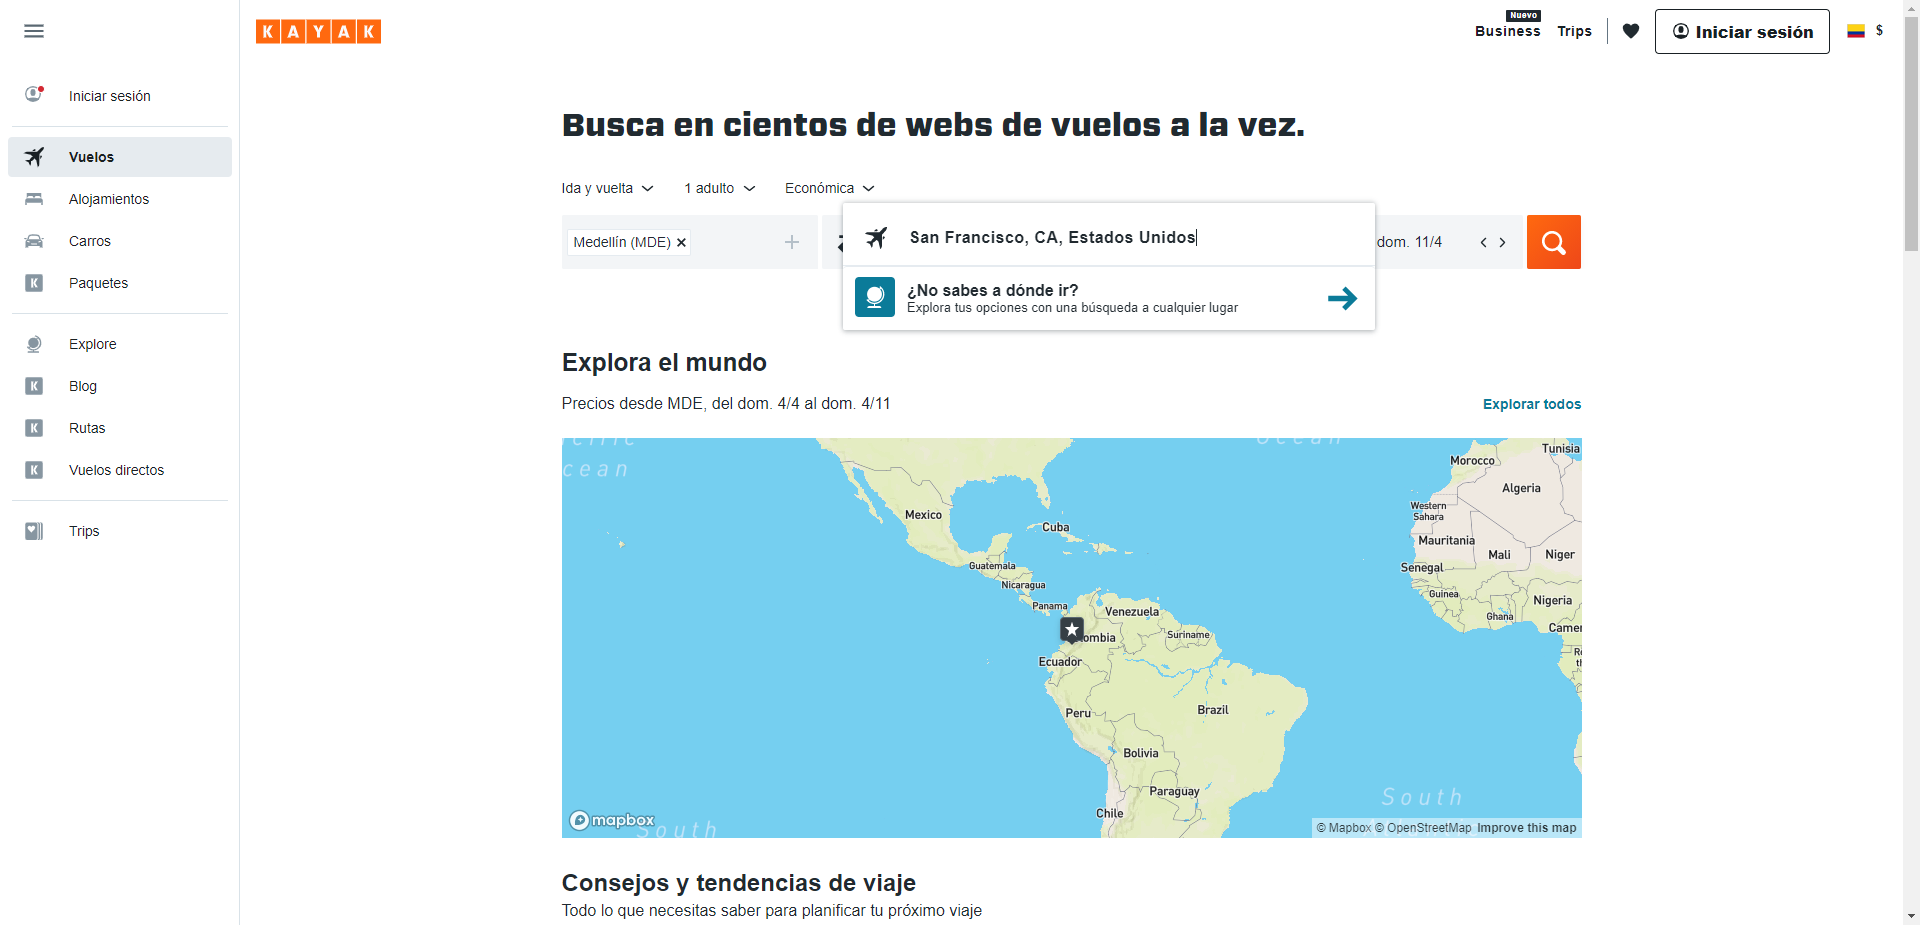 KAYAK
Nuevo
Business
Trips
Iniciar sesión
$
Iniciar sesión
Vuelos
Alojamientos
Carros
Paquetes
K
Explore
Blog
K
Rutas
K
Vuelos directos
K
Trips
Busca en cientos de webs de vuelos a la vez.
Ida y vuelta
1 adulto
Económica
Medellín (MDE)
San Francisco, CA, Estados Unidos
dom. 11/4
¿No sabes a dónde ir?
Explora tus opciones con una búsqueda a cualquier lugar
Explora el mundo
Precios desde MDE, del dom. 4/4 al dom. 4/11
Explorar todos
cean
Ocean
Tunisia
Morocco
Algeria
Western
Sahara
Mexico
Cuba
Mauritania
Mali
Niger
Guatemala
Senegal
Nicaragua
Guinea
Panama
Venezuela
Nigeria
Ghana
Suriname
ombia
Camer
Ecuador
Peru
Brazil
Bolivia
Paraguay
Chile
South
mapbox
South
© Mapbox © OpenStreetMap Improve this map
Consejos y tendencias de viaje
Todo lo que necesitas saber para planificar tu próximo viaje